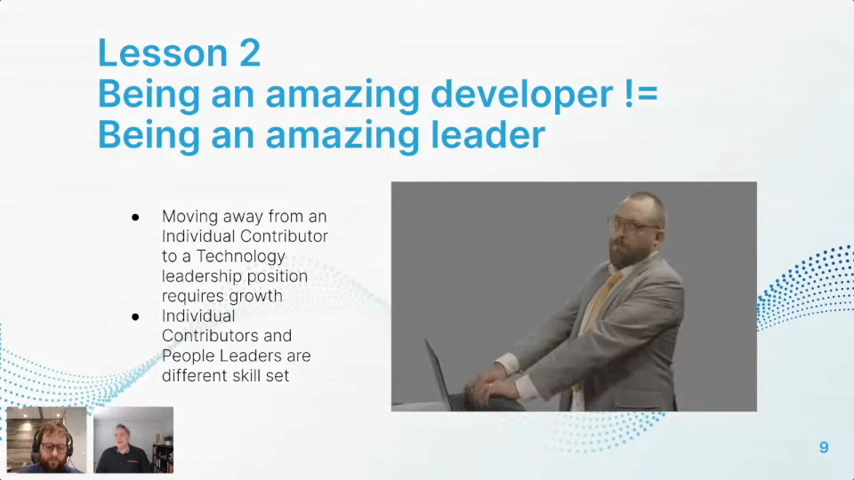 Lesson 2
Being an amazing developer !=
Being an amazing leader
● Moving away from an
Individual Contributor
to a Technology
leadership position
requires growth
● Individual
Contributors and
People Leaders are
different skill set
9